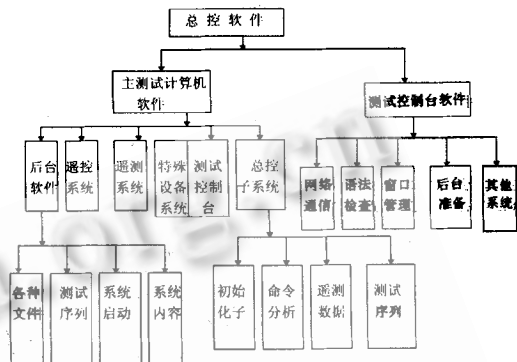 总控软件
主测试计算机
软件
测试控制台软件
后台
软件
遥控
系统
遥测
系统
特殊
设备
系统
测试
控制
台
总控
子系统
网络
通信
语法
检查
窗口
管理
后台
准备
其他
系统
各种
文件
测试
序列
系统
启动
系统
内容
初始
化子
命令
分析
遥测
数据
测试
序列